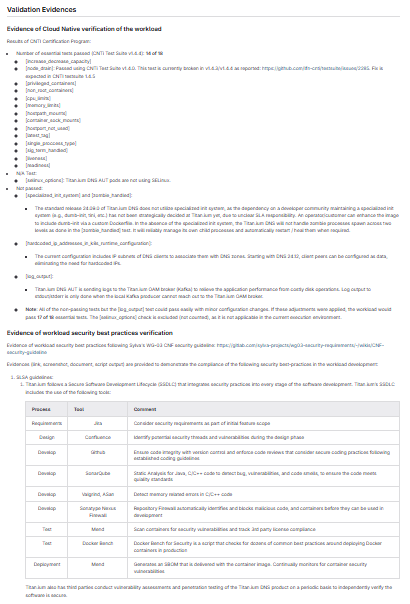 Validation Evidences
Evidence of Cloud Native verification of the workload
Results of CNTI Certification Program:
Number of essential tests passed (CNTI Test Suite v1.4.4): 14 of 18
[increase_decrease_capacity]
[node_drain]: Passed using CNTI Test Suite v1.4.0. This test is currently broken in v1.4.3/v1.4.4 as reported: https://github.com/lfn-cnti/testsuite/issues/2285. Fix is
expected in CNTI testsuite 1.4.5
[privileged_containers]
[non_root_containers]
[cpu_limits]
[memory_limits]
[hostpath_mounts]
[container_sock_mounts]
[hostport_not_used]
[latest_tag]
[single_process_type]
[sig_term_handled]
[liveness]
[readiness]
N/A Test:
[selinux_options]: Titan.ium DNS AUT pods are not using SELinux.
Not passed:
[specialized_init_system] and [zombie_handled]:
The standard release 24.09.0 of Titan.ium DNS does not utilize specialized init system, as the dependency on a developer community maintaining a specialized init
system (e.g., dumb-init, tini, etc.) has not been strategically decided at Titan.ium yet, due to unclear SLA responsibility. An operator/customer can enhance the image
to include dumb-init via a custom Dockerfile. In the absence of the specialized init system, the Titan.ium DNS will not handle zombie processes spawn across two
levels as done in the [zombie_handled] test. It will reliably manage its own child processes and automatically restart / heal them when required.
[hardcoded_ip_addresses_in_k8s_runtime_configuration]:
The current configuration includes IP subnets of DNS clients to associate them with DNS zones. Starting with DNS 24.12, client peers can be configured as data,
eliminating the need for hardcoded IPs.
[log_output]:
Titan.ium DNS AUT is sending logs to the Titan.ium OAM broker (Kafka) to relieve the application performance from costly disk operations. Log output to
stdout/stderr is only done when the local Kafka producer cannot reach out to the Titan.ium OAM broker.
Note: All of the non-passing tests but the [log_output] test could pass easily with minor configuration changes. If these adjustments were applied, the workload would
pass 17 of 18 essential tests. The [selinux_options] check is excluded (not counted), as it is not applicable in the current execution environment.
Evidence of workload security best practices verification
Evidence of workload security best practices following Sylva's WG-03 CNF security guideline: https://gitlab.com/sylva-projects/wg03-security-requirements/-/wikis/CNF-
security-guideline
Evidences (link, screenshot, document, script output) are provided to demonstrate the compliance of the following security best-practices in the workload development:
1. SLSA guidelines:
1. Titan.ium follows a Secure Software Development Lifecycle (SSDLC) that integrates security practices into every stage of the software development. Titan.ium's SSDLC
includes the use of the following tools:
Process Tool Comment
Requirements Jira Consider security requirements as part of initial feature scope
Design Confluence Identify potential security threads and vulnerabilities during the design phase
Develop Github Ensure code integrity with version control and enforce code reviews that consider secure coding practices following
established coding guidelines
Develop SonarQube Static Analysis for Java, C/C++ code to detect bug, vulnerabilities, and code smells, to ensure the code meets
quality standards
Develop Valgrind, ASan Detect memory related errors in C/C++ code
Develop Sonatype Nexus Firewall Repository Firewall automatically identifies and blocks malicious code, and containers before they can be used in
development
Test Mend Scan containers for security vulnerabilities and track 3rd party license compliance
Test Docker Bench Docker Bench for Security is a script that checks for dozens of common best practices around deploying Docker
containers in production
Deployment Mend Generates an SBOM that is delivered with the container image. Continually monitors for container security
vulnerabilities
Titan.ium also has third parties conduct vulnerability assessments and penetration testing of the Titan.ium DNS product on a periodic basis to independently verify the
software is secure.